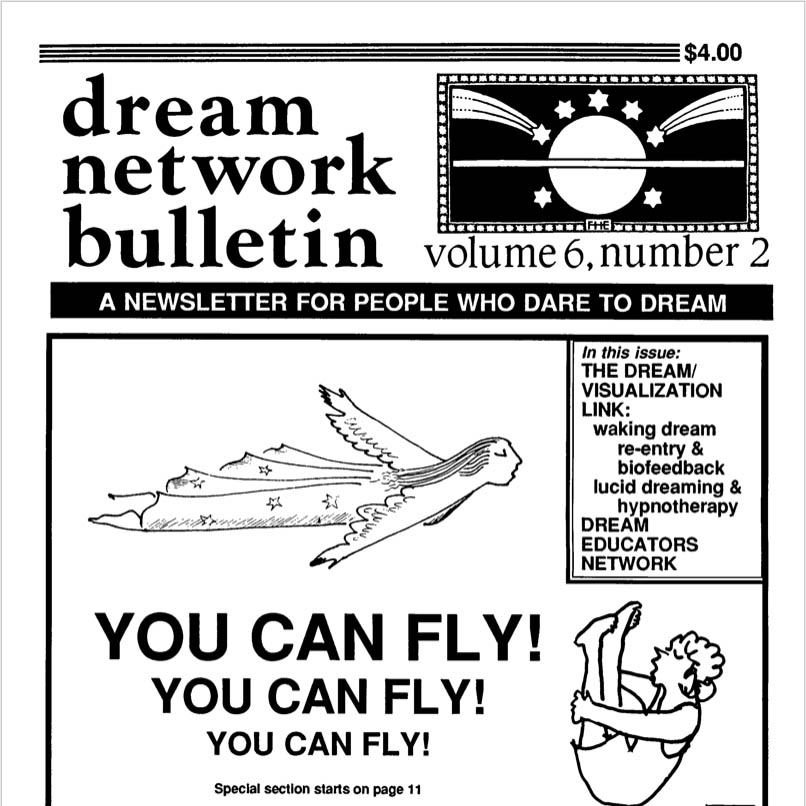 $4.00
dream
network
bulletin
FHE
volume 6, number 2
A NEWSLETTER FOR PEOPLE WHO DARE TO DREAM
In this issue:
THE DREAM/
VISUALIZATION
LINK:
waking dream
re-entry &
biofeedback
lucid dreaming &
hypnotherapy
DREAM
EDUCATORS
NETWORK
YOU CAN FLY!
YOU CAN FLY!
YOU CAN FLY!
Special section starts on page 11